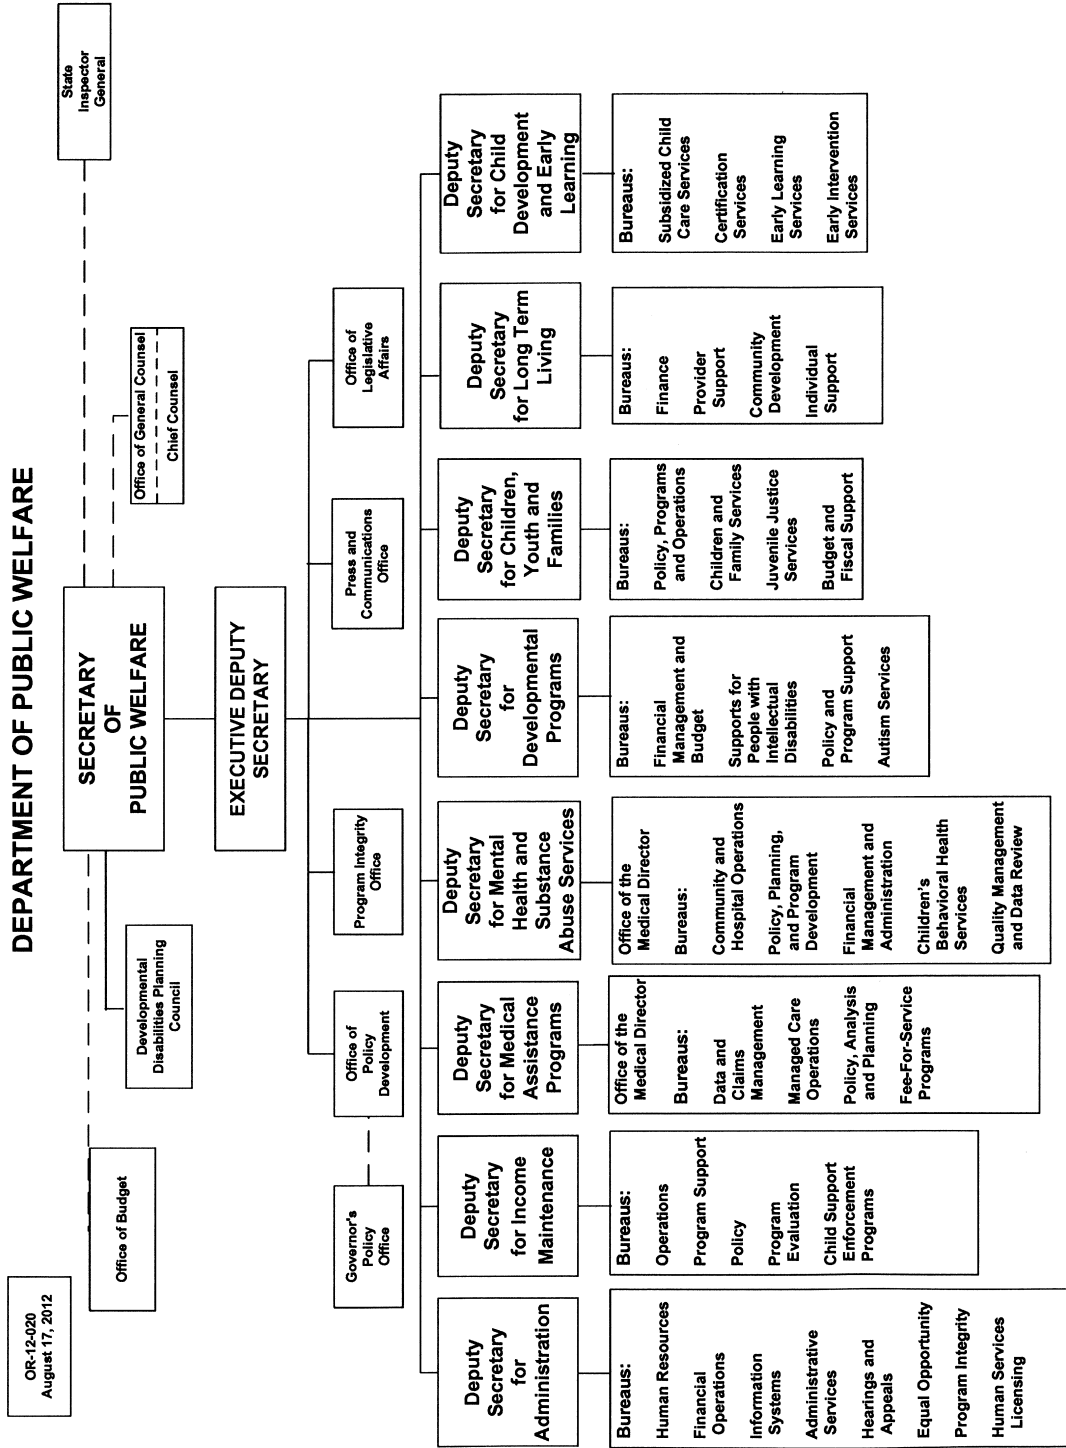 OR-12-020
August 17, 2012
DEPARTMENT OF PUBLIC WELFARE
State
Inspector
General
Office of General Counsel
Chief Counsel
SECRETARY
OF
PUBLIC WELFARE
Developmental
Disabilities Planning
Council
Office of Budget
EXECUTIVE DEPUTY
SECRETARY
Governor's
Policy
Office
Office of
Policy
Development
Program Integrity
Office
Press and
Communications
Office
Office of
Legislative
Affairs
Deputy
Secretary
for
Administration
Bureaus:
Human Resources
Financial
Operations
Information
Systems
Administrative
Services
Hearings and
Appeals
Equal Opportunity
Program Integrity
Human Services
Licensing
Deputy
Secretary
for Income
Maintenance
Bureaus:
Operations
Program Support
Policy
Program
Evaluation
Child Support
Enforcement
Programs
Deputy
Secretary
for Medical
Assistance
Programs
Office of the
Medical Director
Bureaus:
Data and
Claims
Management
Managed Care
Operations
Policy, Analysis
and Planning
Fee-For-Service
Programs
Deputy
Secretary
for Mental
Health and
Substance
Abuse Services
Office of the
Medical Director
Bureaus:
Community and
Hospital Operations
Policy, Planning,
and Program
Development
Financial
Management and
Administration
Children's
Behavioral Health
Services
Quality Management
and Data Review
Deputy
Secretary
for
Developmental
Programs
Bureaus:
Financial
Management and
Budget
Supports for
People with
Intellectual
Disabilities
Policy and
Program Support
Autism Services
Deputy
Secretary
for Children,
Youth and
Families
Bureaus:
Policy, Programs
and Operations
Children and
Family Services
Juvenile Justice
Services
Budget and
Fiscal Support
Deputy
Secretary
for Long Term
Living
Bureaus:
Finance
Provider
Support
Community
Development
Individual
Support
Deputy
Secretary
for Child
Development
and Early
Learning
Bureaus:
Subsidized Child
Care Services
Certification
Services
Early Learning
Services
Early Intervention
Services